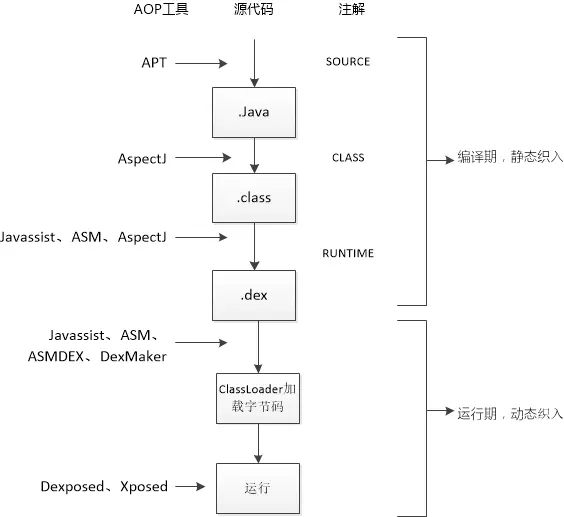 AOP工具 源代码 注解
APT
SOURCE
.Java
AspectJ
CLASS
编译期，静态织入
.class
Javassist、ASM、AspectJ
RUNTIME
.dex
Javassist、ASM、
ASMDEX、DexMaker
ClassLoader加
载字节码
运行期，动态织入
Dexposed、Xposed
运行